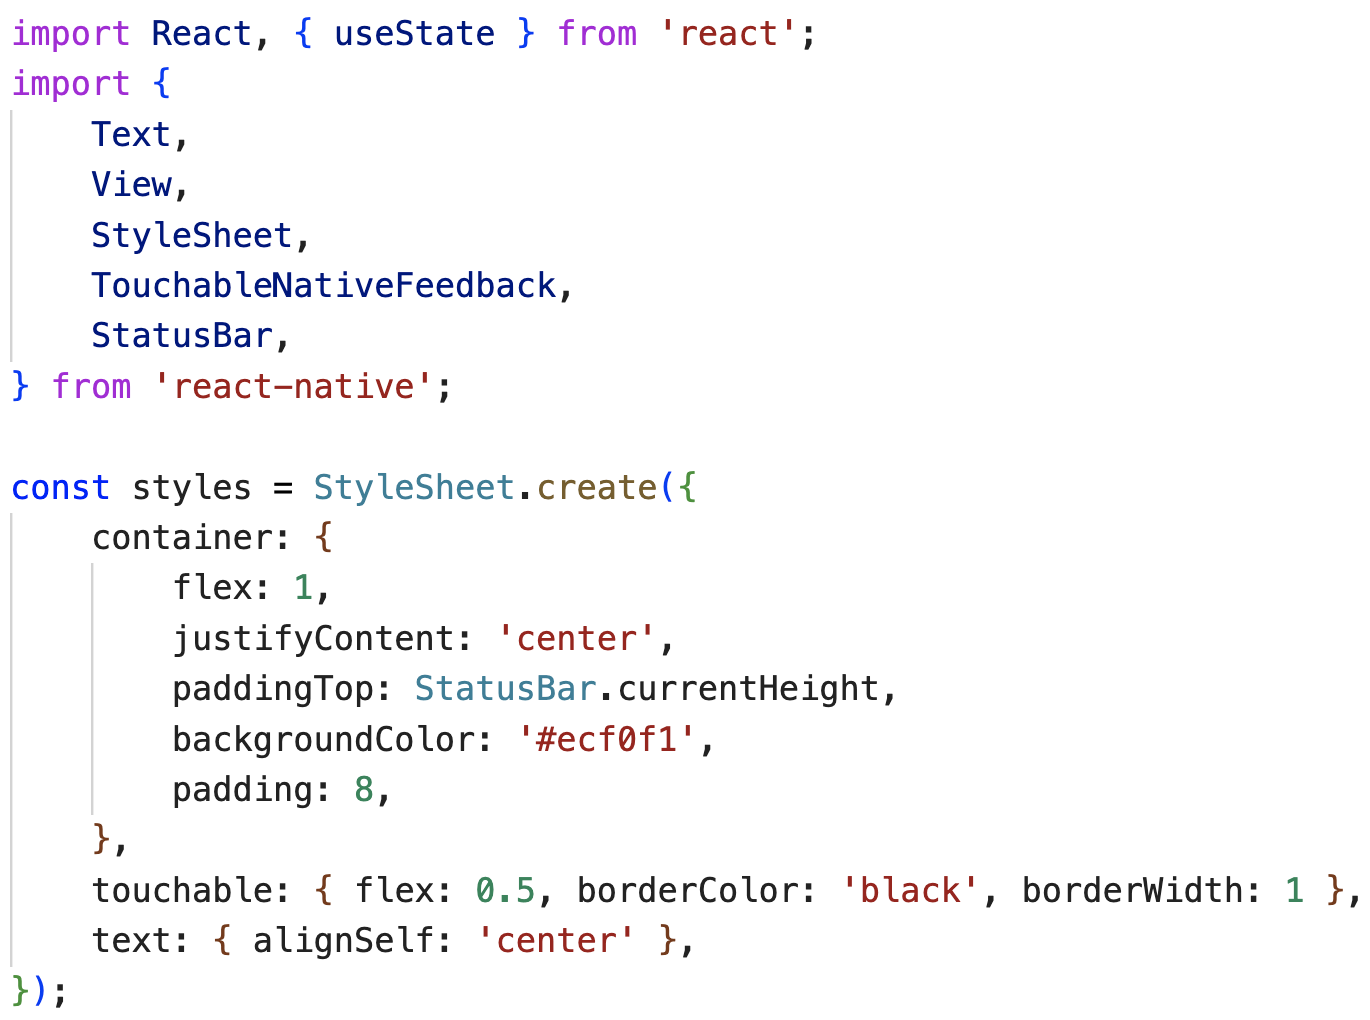 import React, { useState } from 'react';
import {
    Text,
    View,
    StyleSheet,
    TouchableNativeFeedback,
    StatusBar,
} from 'react-native';

const styles = StyleSheet.create({
    container: {
        flex: 1,
        justifyContent: 'center',
        paddingTop: StatusBar.currentHeight,
        backgroundColor: '#ecf0f1',
        padding: 8,
    },
    touchable: { flex: 0.5, borderColor: 'black', borderWidth: 1 },
    text: { alignSelf: 'center' },
});